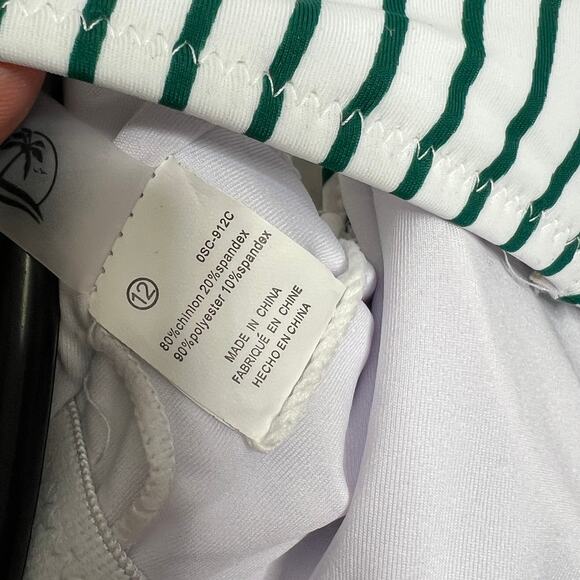 12
0SC-912C
80%chinlon 20%spandex
90%polyester 10%spandex
MADE IN CHINA
FABRIQUÉ EN CHINE
HECHO EN CHINA